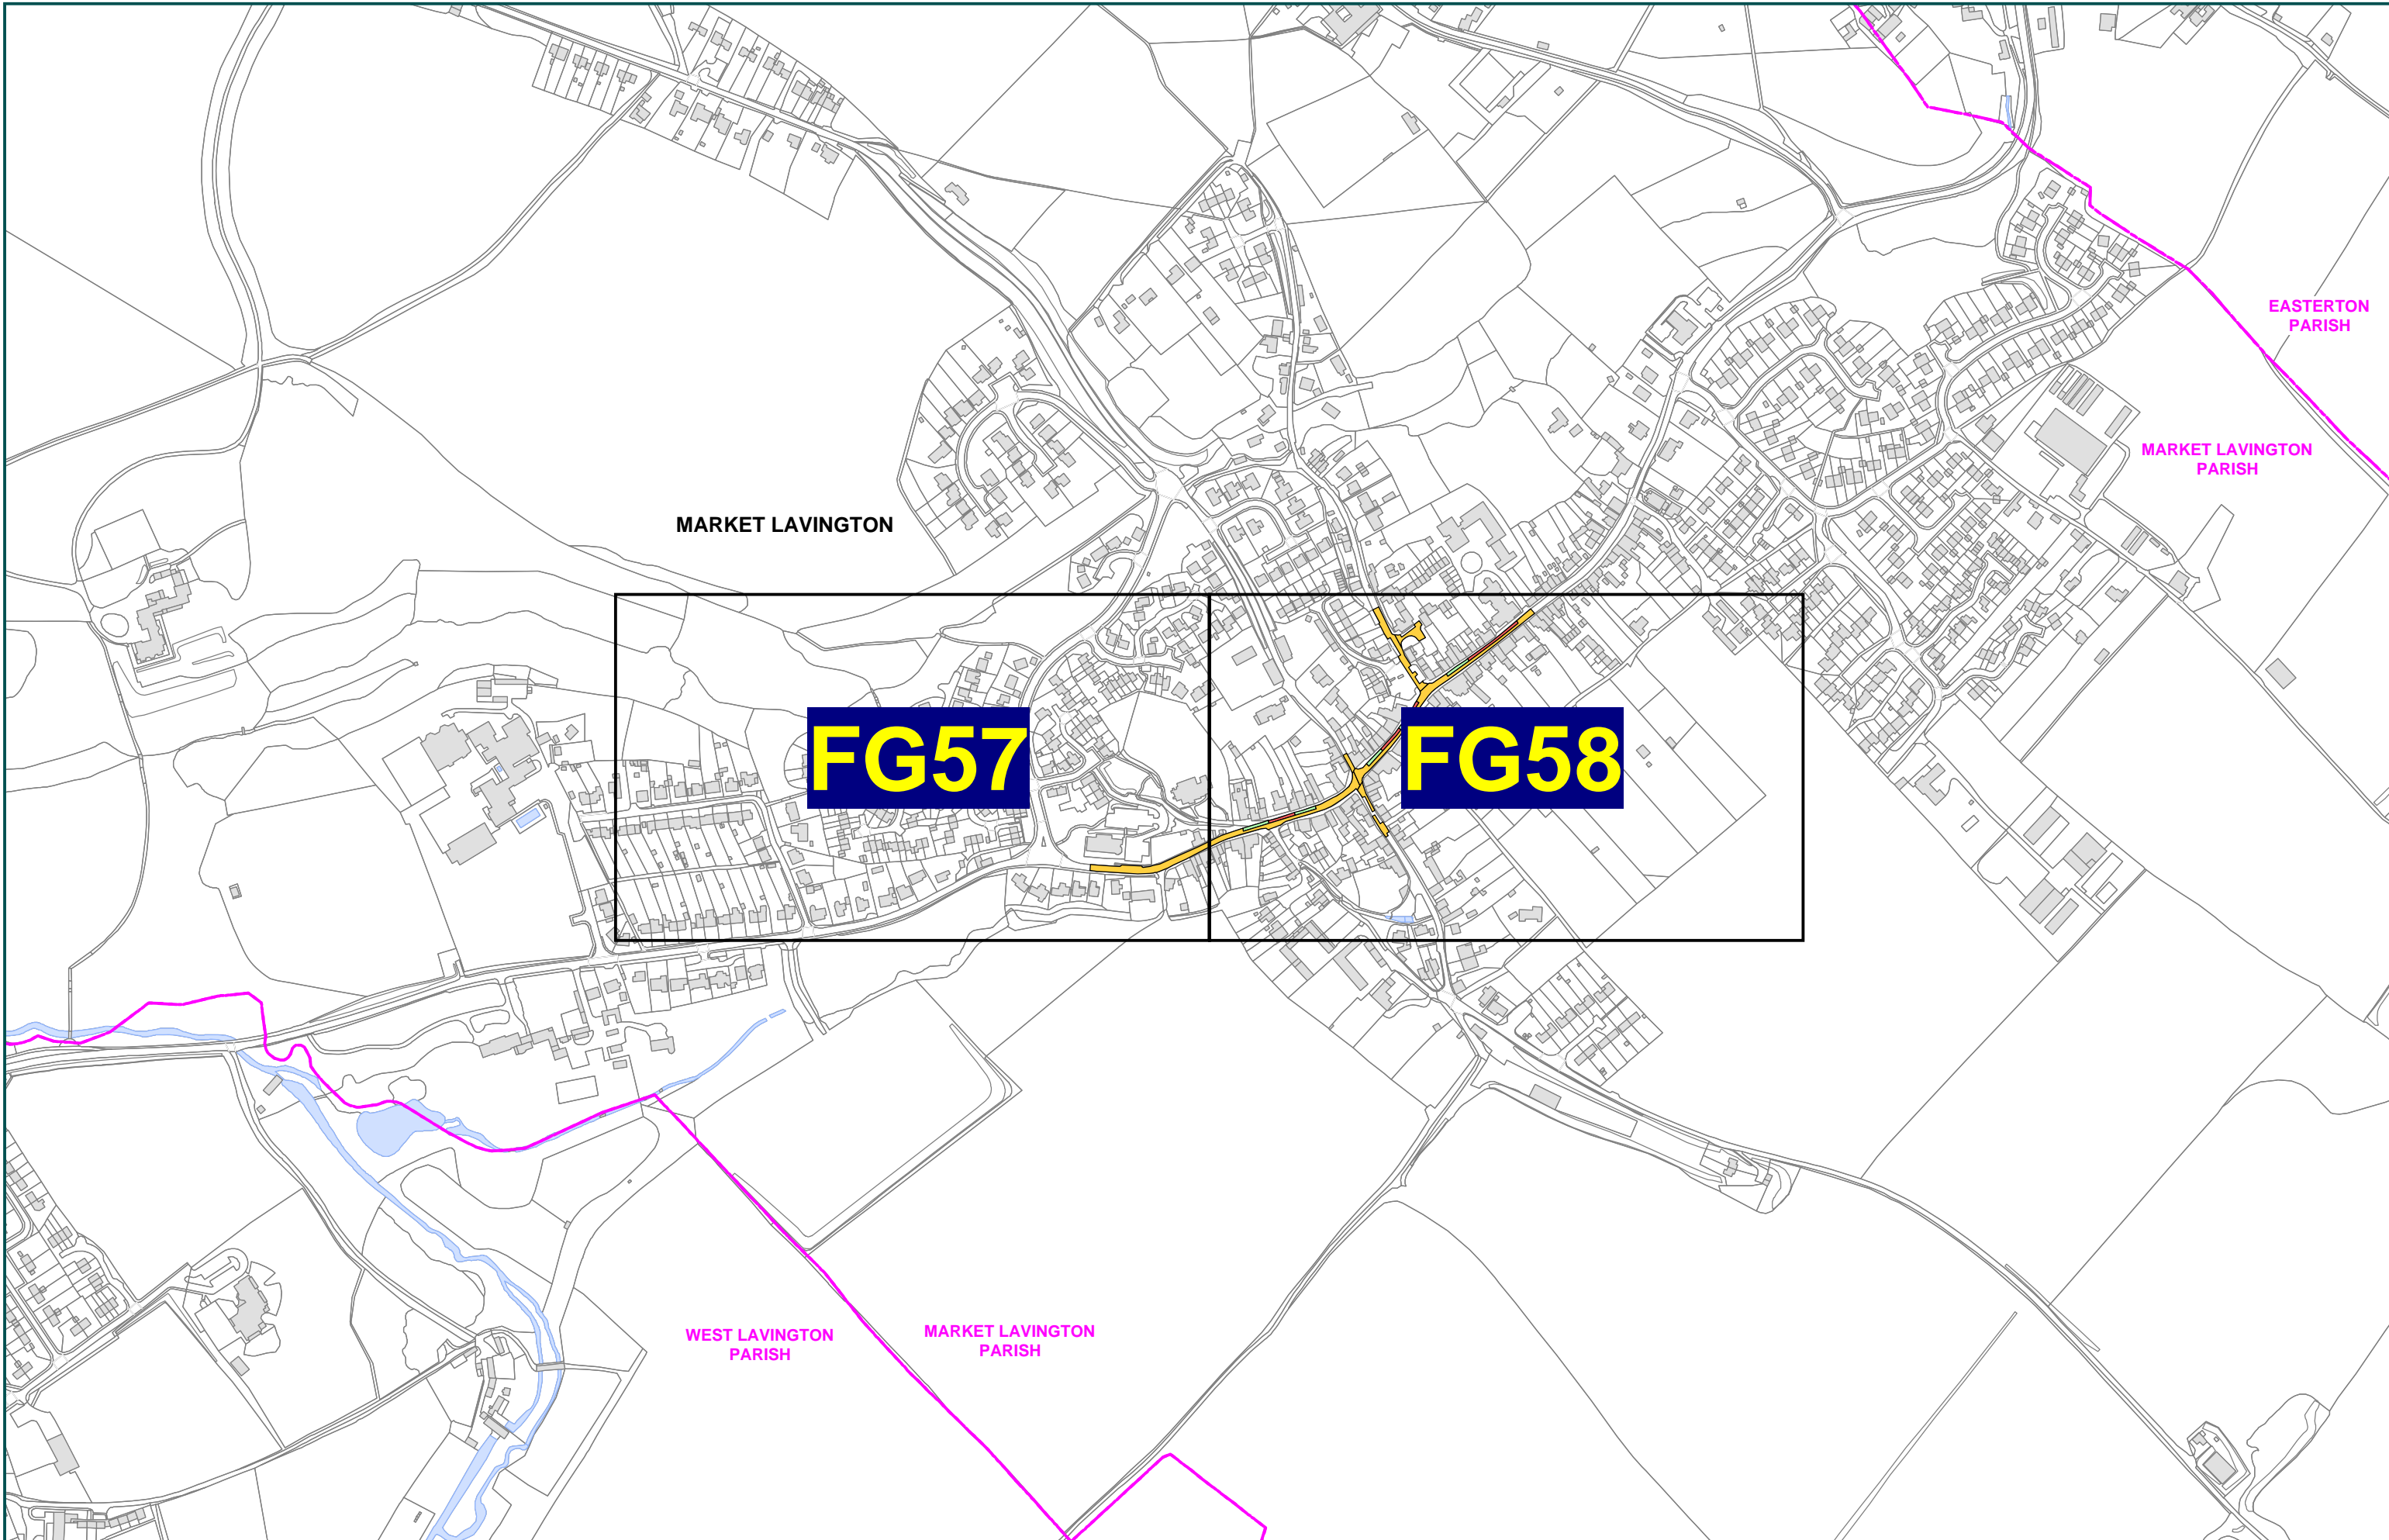 EASTERTON
PARISH
MARKET LAVINGTON
PARISH
MARKET LAVINGTON
FG57
FG58
WEST LAVINGTON
PARISH
MARKET LAVINGTON
PARISH